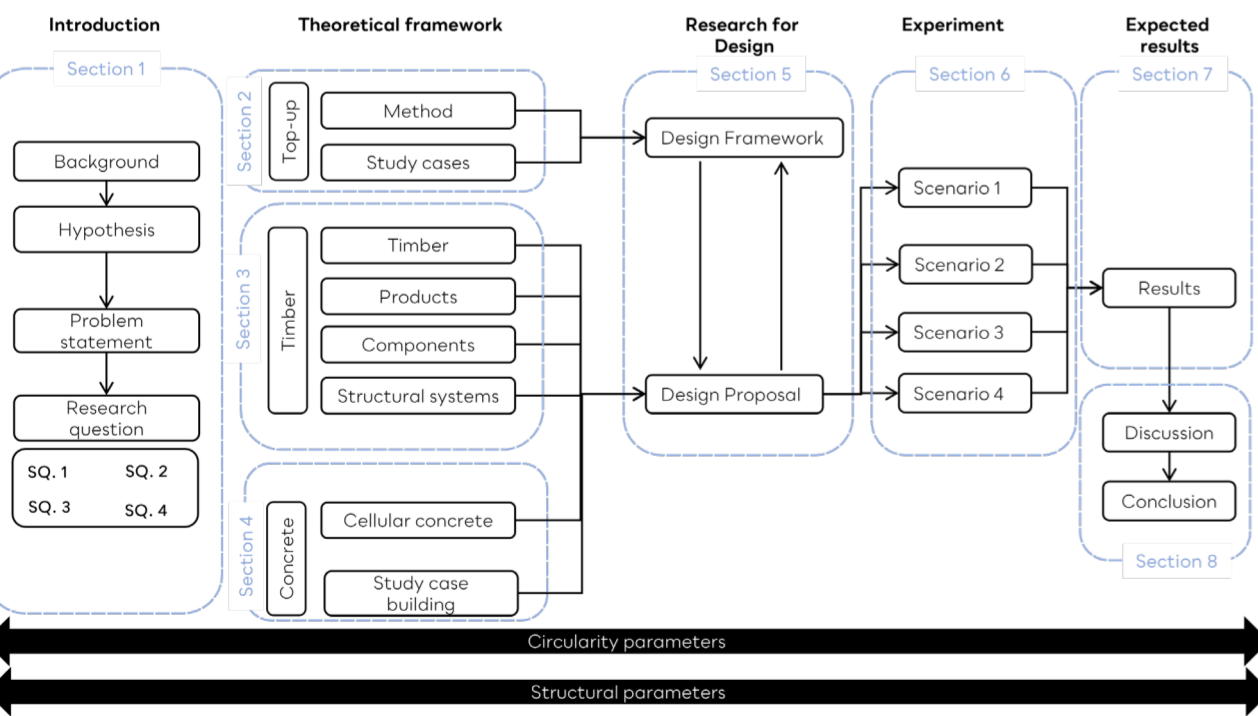 Introduction
Section 1
Background
Hypothesis
Problem
statement
Research
question
SQ. 1
SQ. 2
SQ. 3
SQ. 4
Theoretical framework
Section 2
Top-up
Method
Study cases
Section 3
Timber
Timber
Products
Components
Structural systems
Section 4
Concrete
Cellular concrete
Study case
building
Research for
Design
Section 5
Design Framework
Design Proposal
Experiment
Section 6
Scenario 1
Scenario 2
Scenario 3
Scenario 4
Expected
results
Section 7
Results
Discussion
Conclusion
Section 8
Circularity parameters
Structural parameters